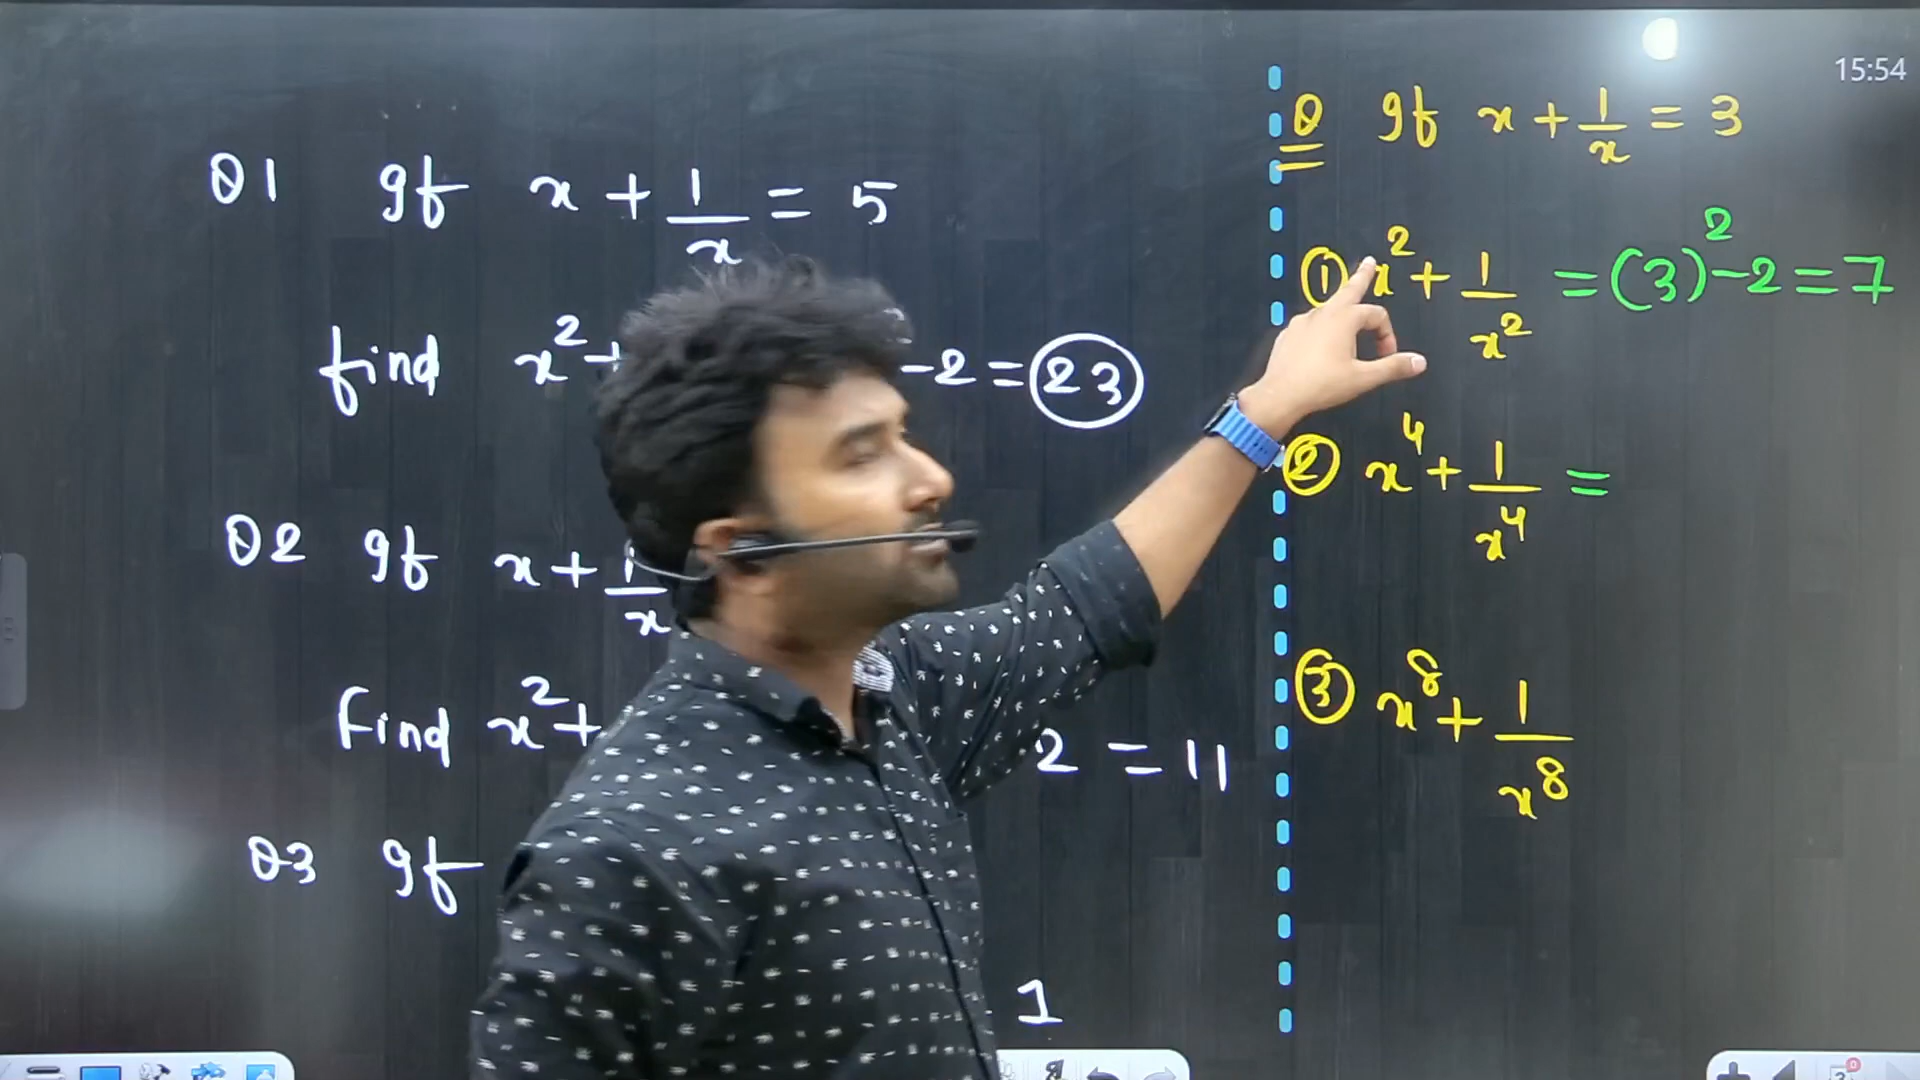 15:54
Q1 If x + 1/x = 5
find x² + -2 = 23
Q2 If x + 1/x
Find x² + 2 = 11
Q3 If
1
Q If x + 1/x = 3
① x² + 1/x² = (3)² - 2 = 7
② x⁴ + 1/x⁴ =
③ x⁸ + 1/x⁸